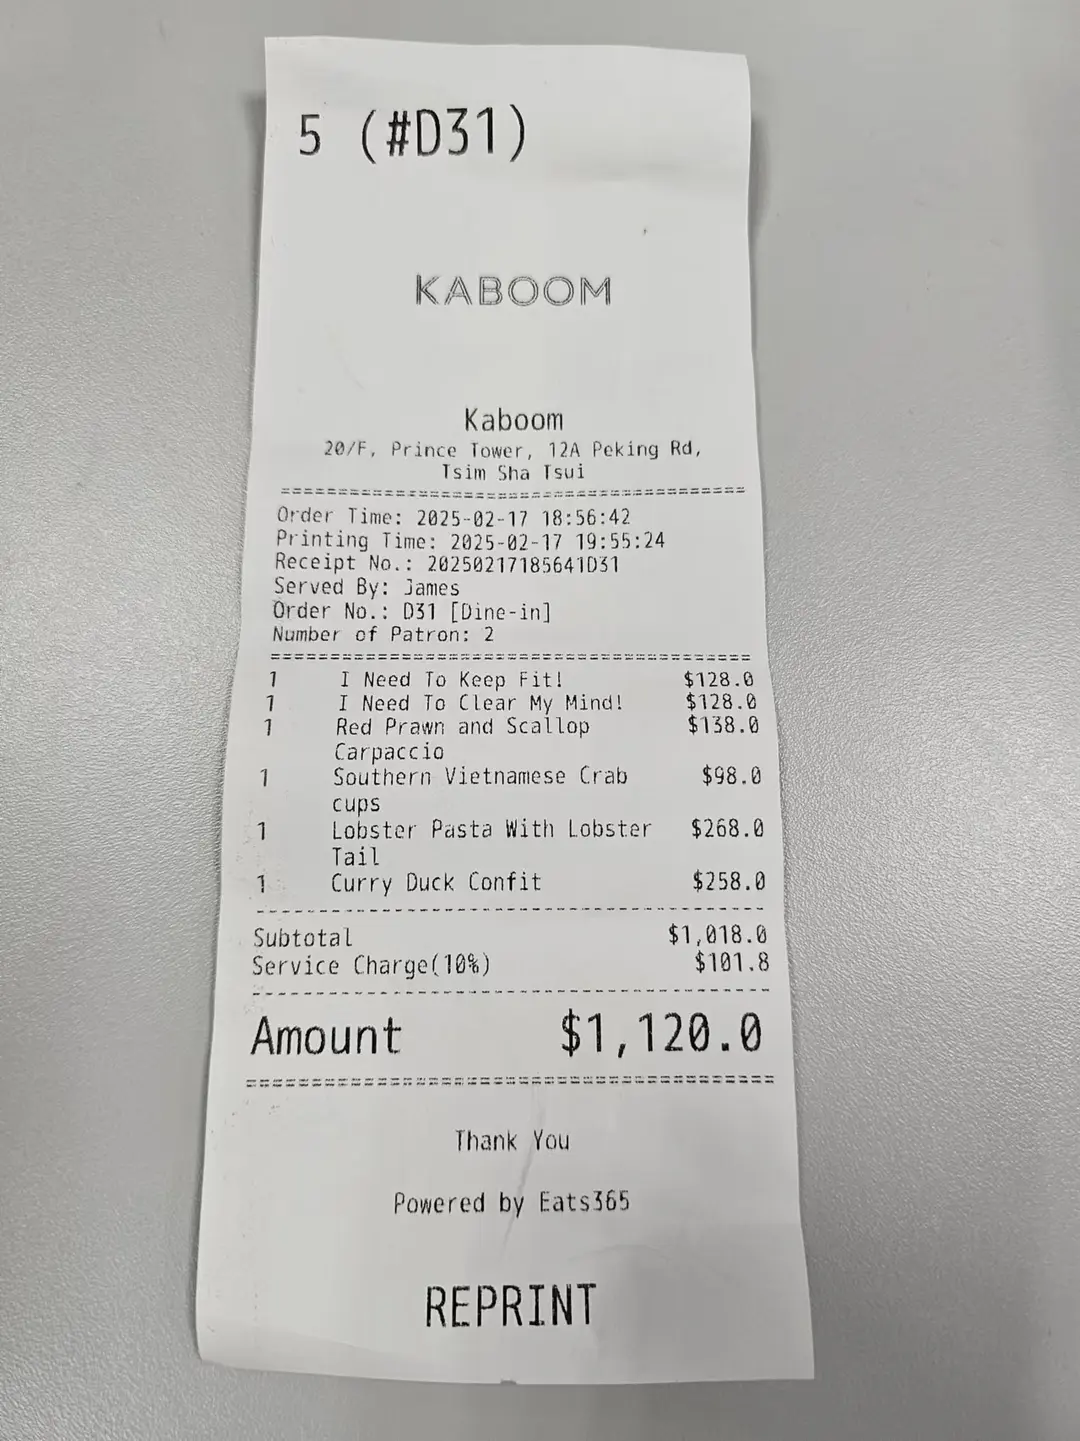 5 (#D31)
KABOOM
Kaboom
20/F, Prince Tower, 12A Peking Rd,
Tsim Sha Tsui
Order Time: 2025-02-17 18:56:42
Printing Time: 2025-02-17 19:55:24
Receipt No.: 20250217185641D31
Served By: James
Order No.: D31 [Dine-in]
Number of Patron: 2
1 I Need To Keep Fit! $128.0
1 I Need To Clear My Mind! $128.0
1 Red Prawn and Scallop $138.0
Carpaccio
1 Southern Vietnamese Crab $98.0
cups
1 Lobster Pasta With Lobster $268.0
Tail
1 Curry Duck Confit $258.0
Subtotal $1,018.0
Service Charge(10%) $101.8
Amount $1,120.0
Thank You
Powered by Eats365
REPRINT